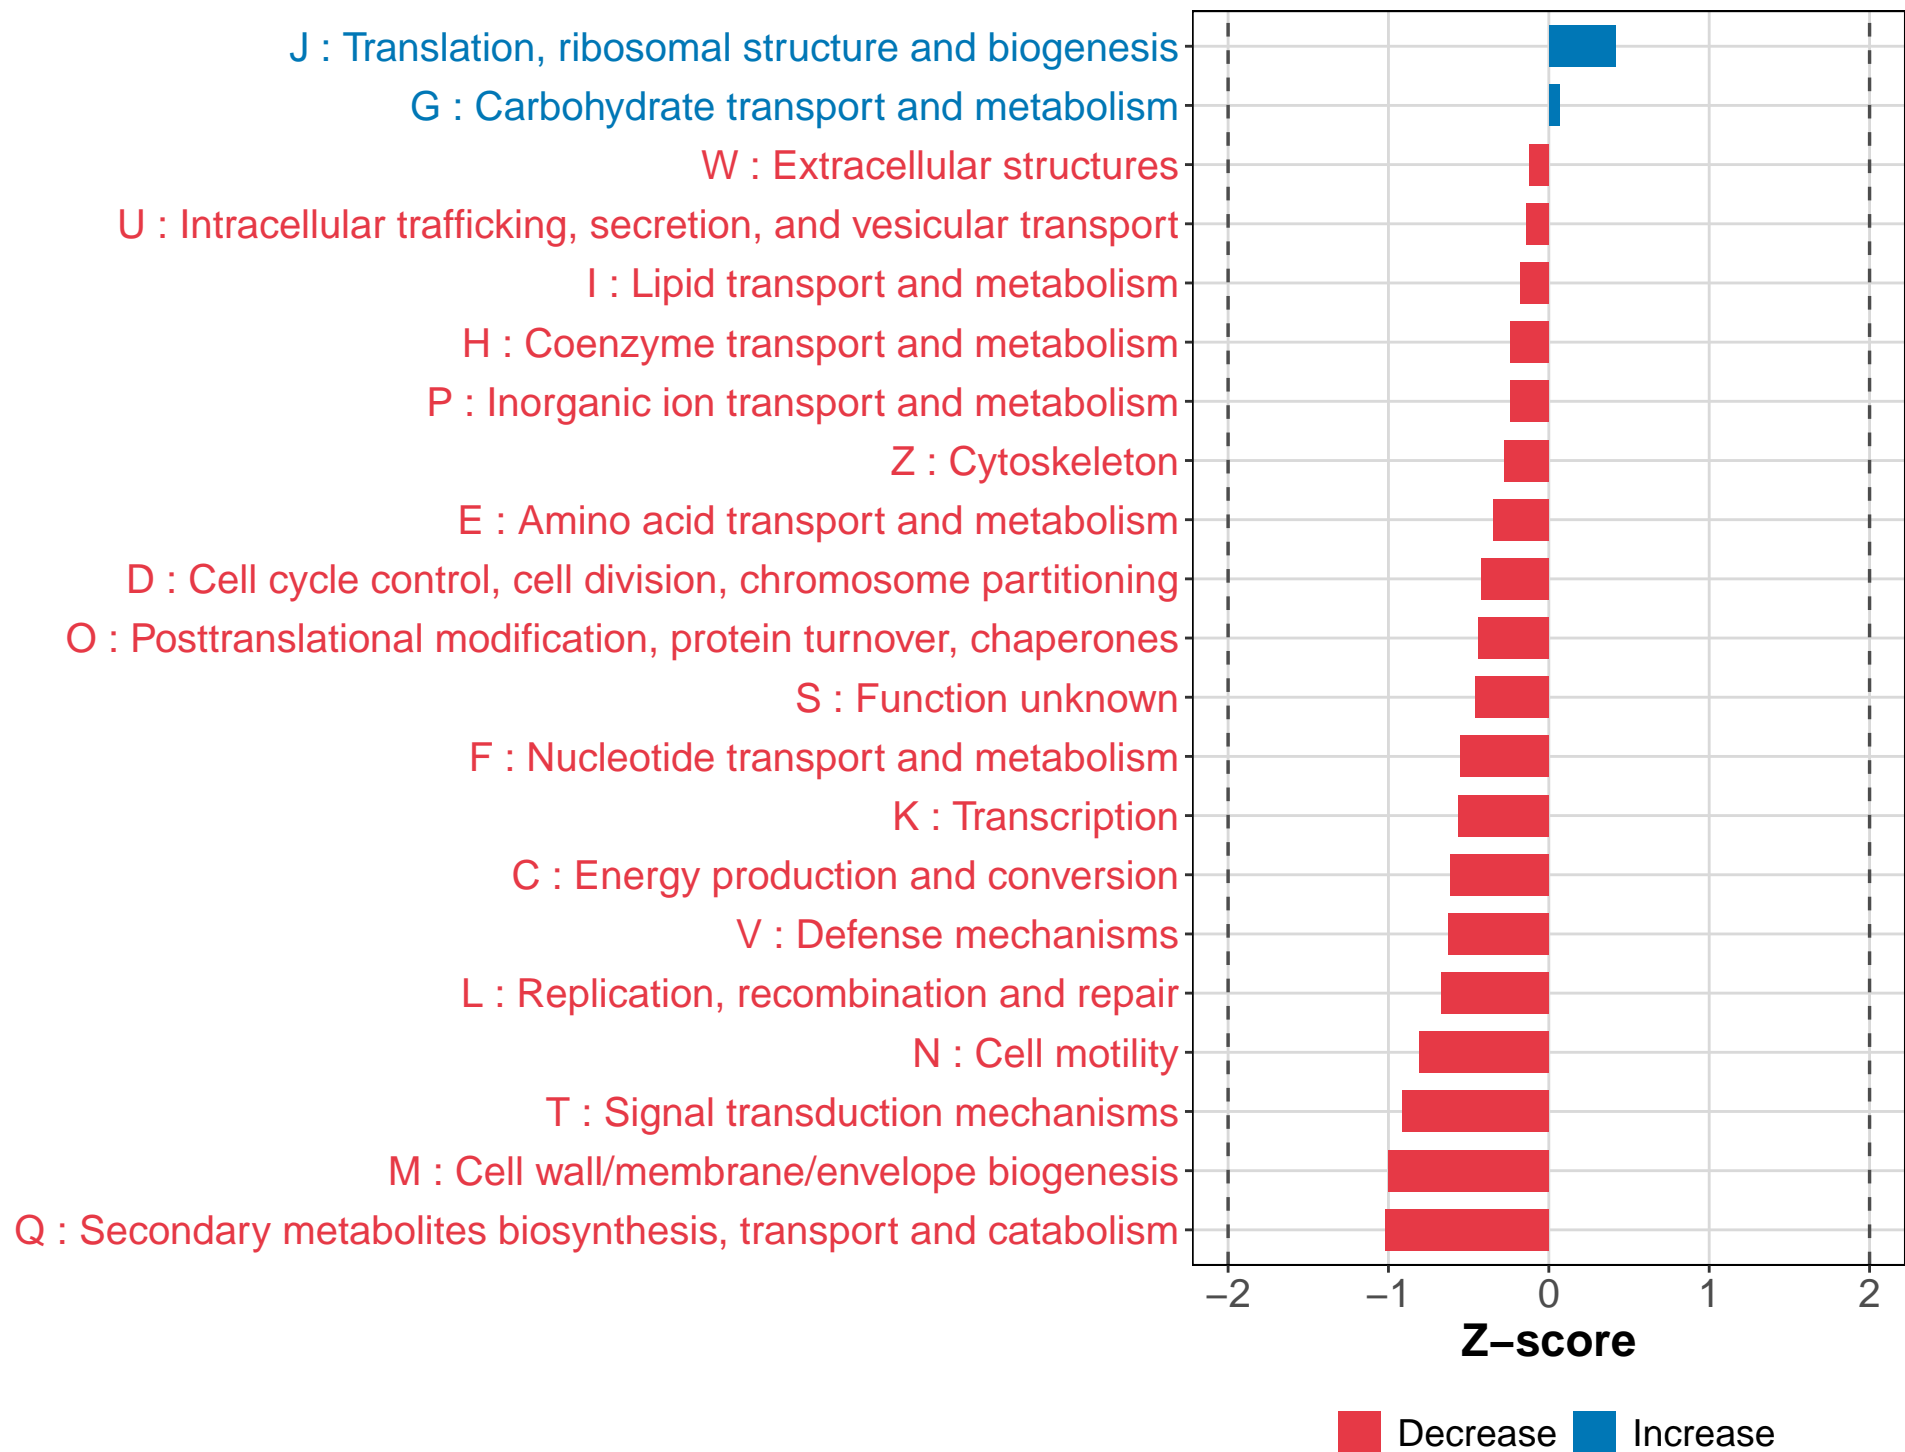 J : Translation, ribosomal structure and biogenesis
G : Carbohydrate transport and metabolism
W : Extracellular structures
U : Intracellular trafficking, secretion, and vesicular transport
I : Lipid transport and metabolism
H : Coenzyme transport and metabolism
P : Inorganic ion transport and metabolism
Z : Cytoskeleton
E : Amino acid transport and metabolism
D : Cell cycle control, cell division, chromosome partitioning
O : Posttranslational modification, protein turnover, chaperones
S : Function unknown
F : Nucleotide transport and metabolism
K : Transcription
C : Energy production and conversion
V : Defense mechanisms
L : Replication, recombination and repair
N : Cell motility
T : Signal transduction mechanisms
M : Cell wall/membrane/envelope biogenesis
Q : Secondary metabolites biosynthesis, transport and catabolism
−2 −1 0 1 2
Z−score
Decrease Increase